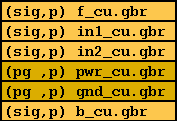 (sig,p) f_cu.gbr
(sig,p) in1_cu.gbr
(sig,p) in2_cu.gbr
(pg ,p) pwr_cu.gbr
(pg ,p) gnd_cu.gbr
(sig,p) b_cu.gbr